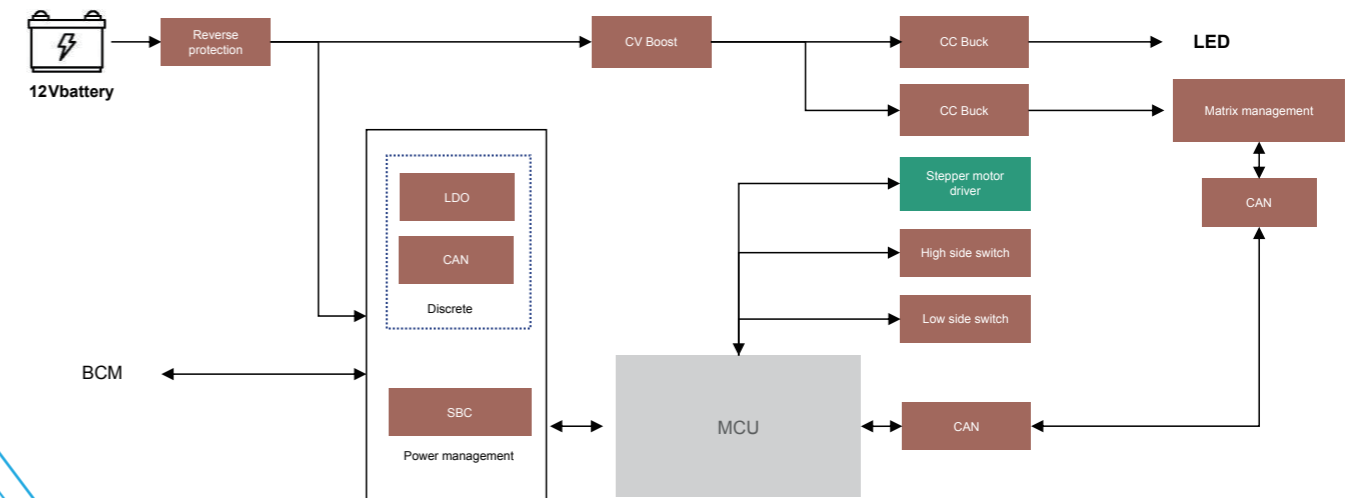 Reverse
protection
CV Boost
CC Buck
LED
12Vbattery
CC Buck
Matrix management
Stepper motor
driver
LDO
CAN
CAN
High side switch
Discrete
Low side switch
BCM
SBC
MCU
CAN
Power management